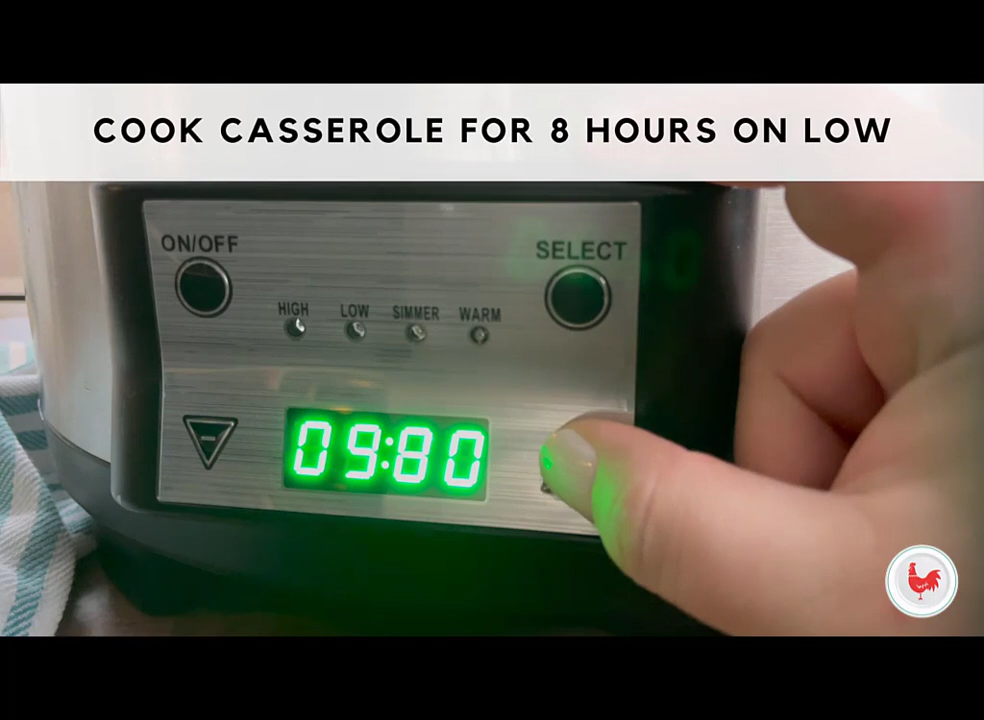 COOK CASSEROLE FOR 8 HOURS ON LOW
ON/OFF
SELECT
HIGH LOW SIMMER WARM
09:80